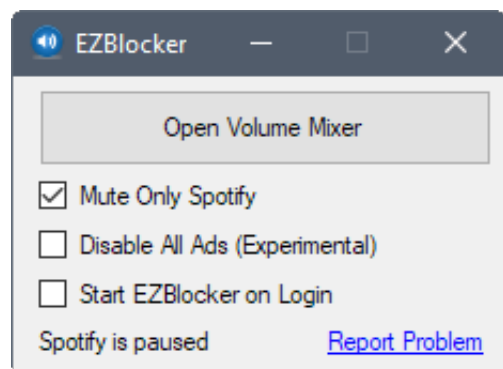 EZBlocker
Open Volume Mixer
Mute Only Spotify
Disable All Ads (Experimental)
Start EZBlocker on Login
Spotify is paused Report Problem